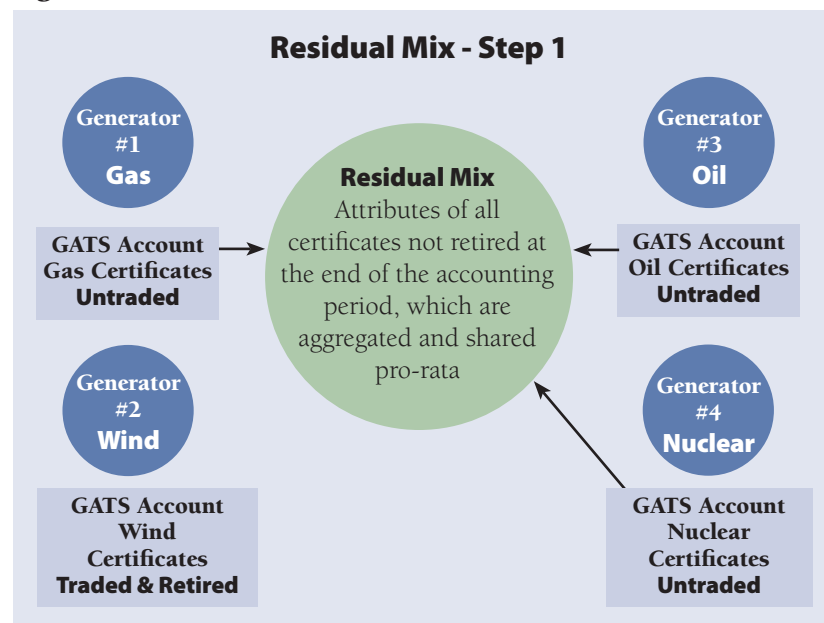 Residual Mix - Step 1
Generator
#1
Gas
GATS Account
Gas Certificates
Untraded
Generator
#2
Wind
GATS Account
Wind
Certificates
Traded & Retired
Residual Mix
Attributes of all
certificates not retired at
the end of the accounting
period, which are
aggregated and shared
pro-rata
Generator
#3
Oil
GATS Account
Oil Certificates
Untraded
Generator
#4
Nuclear
GATS Account
Nuclear
Certificates
Untraded